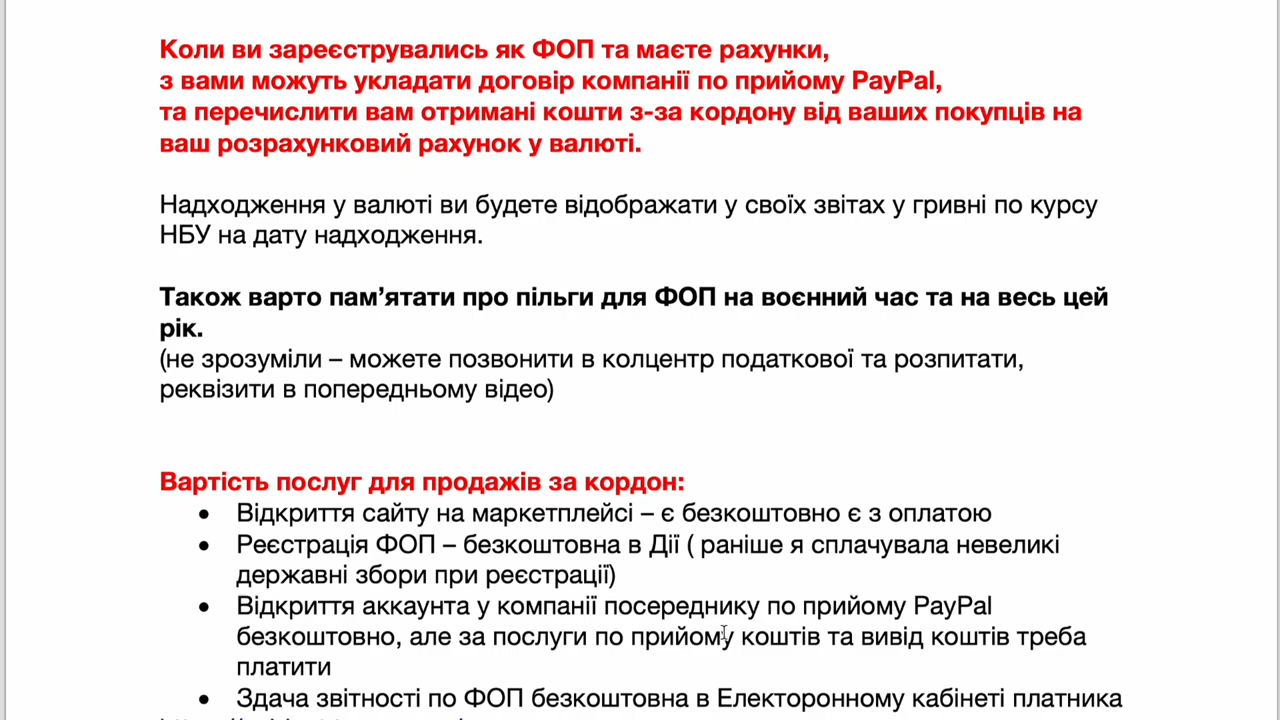 Коли ви зареєструвались як ФОП та маєте рахунки,
з вами можуть укладати договір компанії по прийому PayPal,
та перечислити вам отримані кошти з-за кордону від ваших покупців на
ваш розрахунковий рахунок у валюті.
Надходження у валюті ви будете відображати у своїх звітах у гривні по курсу
НБУ на дату надходження.
Також варто пам’ятати про пільги для ФОП на воєнний час та на весь цей
рік.
(не зрозуміли – можете позвонити в колцентр податкової та розпитати,
реквізити в попередньому відео)
Вартість послуг для продажів за кордон:
• Відкриття сайту на маркетплейсі – є безкоштовно є з оплатою
• Реєстрація ФОП – безкоштовна в Дії ( раніше я сплачувала невеликі
державні збори при реєстрації)
• Відкриття аккаунта у компанії посереднику по прийому PayPal
безкоштовно, але за послуги по прийому коштів та вивід коштів треба
платити
• Здача звітності по ФОП безкоштовна в Електоронному кабінеті платника